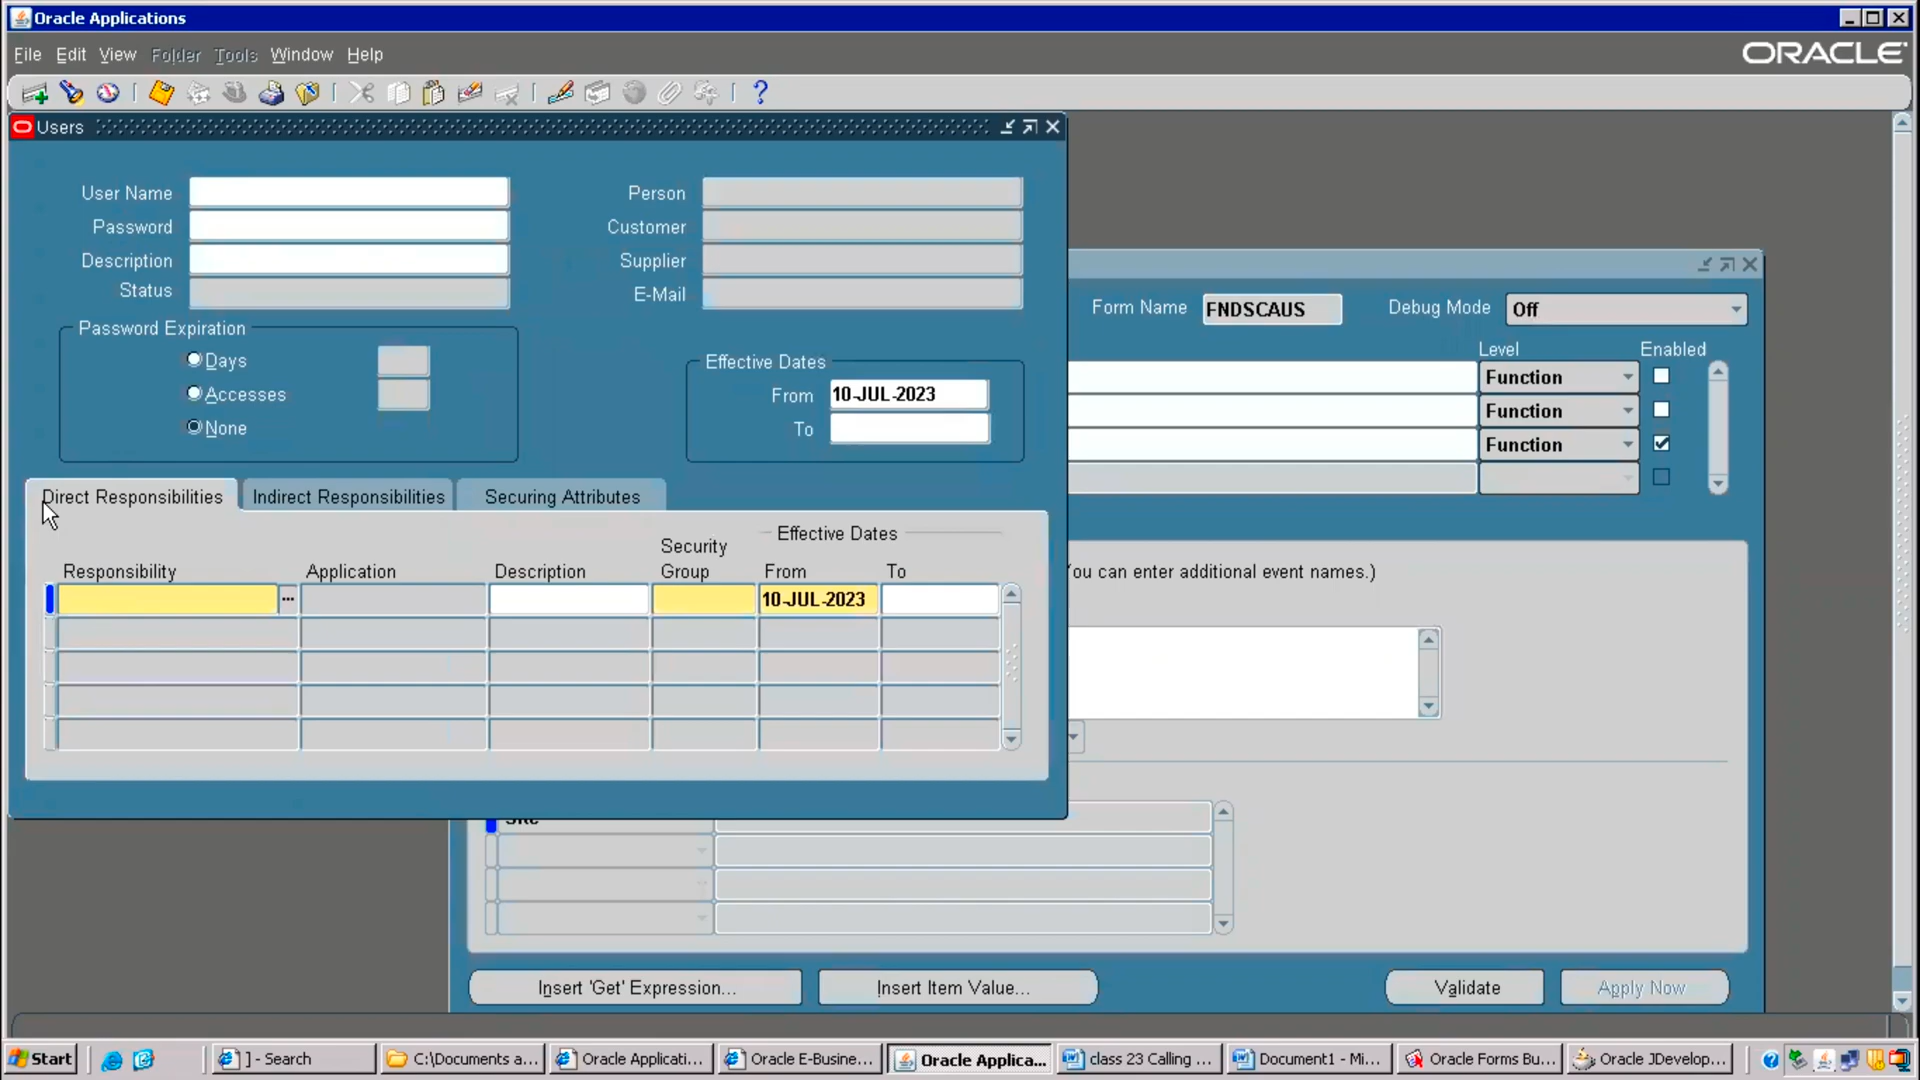 Oracle Applications
File Edit View Folder Tools Window Help
ORACLE
Users
User Name
Password
Description
Status
Person
Customer
Supplier
E-Mail
Password Expiration
Days
Accesses
None
Effective Dates
From 10-JUL-2023
To
Form Name FNDSCAUS Debug Mode Off
Level Enabled
Function
Function
Function
Direct Responsibilities Indirect Responsibilities Securing Attributes
Effective Dates
Security
Responsibility Application Description Group From To
10-JUL-2023
You can enter additional event names.)
Insert 'Get' Expression... Insert Item Value... Validate Apply Now
Start ] - Search C:\Documents a... Oracle Applicati... Oracle E-Busine... Oracle Applica... class 23 Calling ... Document1 - Mi... Oracle Forms Bu... Oracle JDevelop...